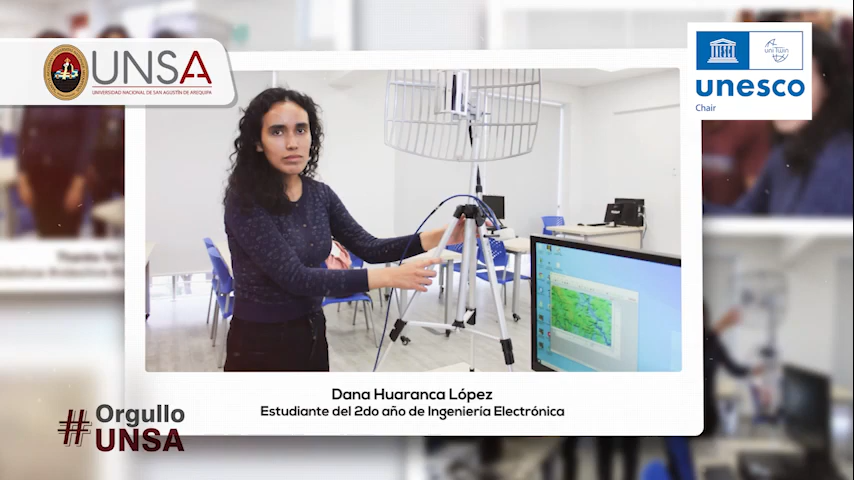 UNSA
UNIVERSIDAD NACIONAL DE SAN AGUSTÍN DE AREQUIPA
uniTwin
unesco
Chair
Dana Huaranca López
Estudiante del 2do año de Ingeniería Electrónica
#Orgullo
UNSA